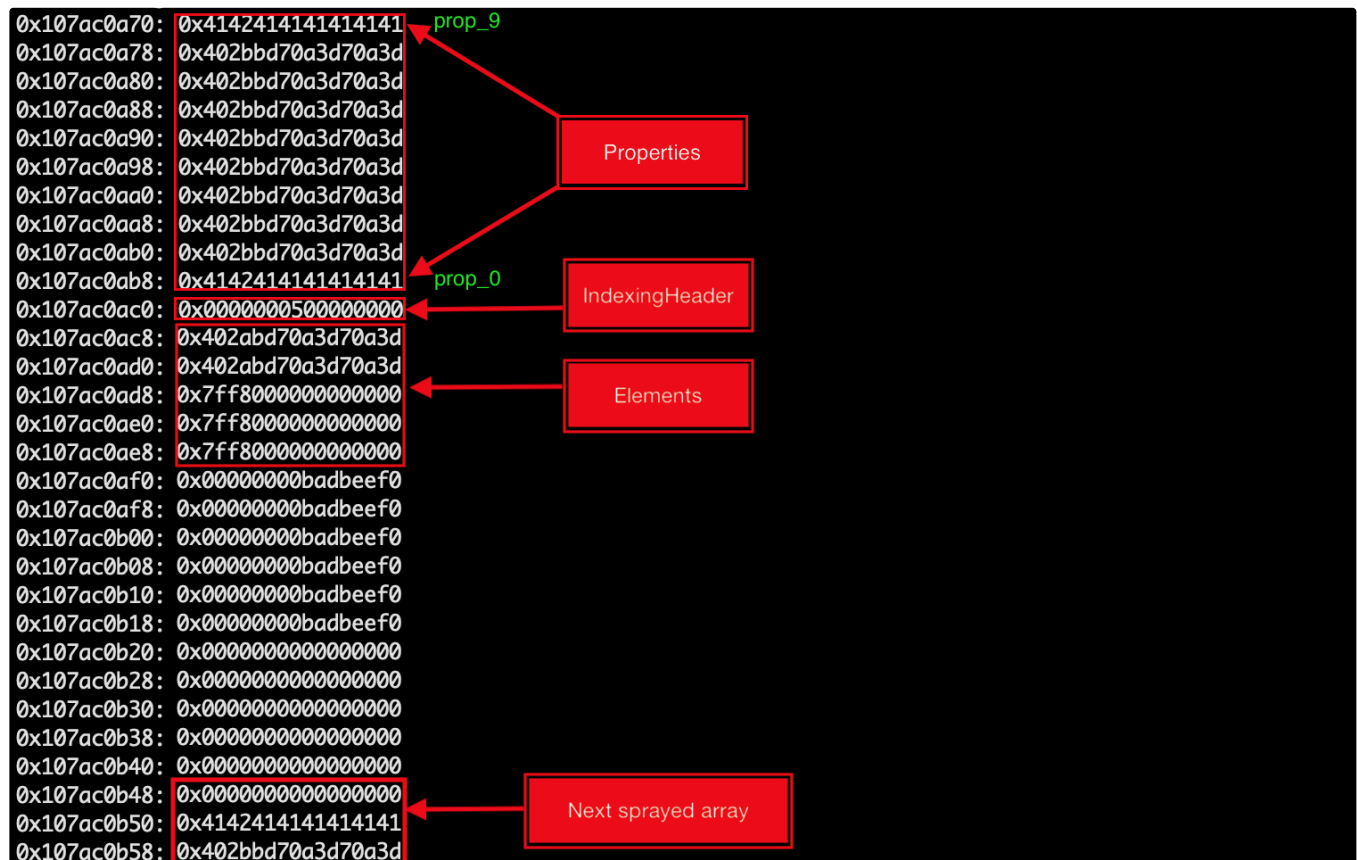 0x107ac0a70: 0x4142414141414141 prop_9
0x107ac0a78: 0x402bbd70a3d70a3d
0x107ac0a80: 0x402bbd70a3d70a3d
0x107ac0a88: 0x402bbd70a3d70a3d
0x107ac0a90: 0x402bbd70a3d70a3d
Properties
0x107ac0a98: 0x402bbd70a3d70a3d
0x107ac0aa0: 0x402bbd70a3d70a3d
0x107ac0aa8: 0x402bbd70a3d70a3d
0x107ac0ab0: 0x402bbd70a3d70a3d
0x107ac0ab8: 0x4142414141414141 prop_0
IndexingHeader
0x107ac0ac0: 0x0000000500000000
0x107ac0ac8: 0x402abd70a3d70a3d
0x107ac0ad0: 0x402abd70a3d70a3d
0x107ac0ad8: 0x7ff8000000000000
Elements
0x107ac0ae0: 0x7ff8000000000000
0x107ac0ae8: 0x7ff8000000000000
0x107ac0af0: 0x00000000badbeef0
0x107ac0af8: 0x00000000badbeef0
0x107ac0b00: 0x00000000badbeef0
0x107ac0b08: 0x00000000badbeef0
0x107ac0b10: 0x00000000badbeef0
0x107ac0b18: 0x00000000badbeef0
0x107ac0b20: 0x0000000000000000
0x107ac0b28: 0x0000000000000000
0x107ac0b30: 0x0000000000000000
0x107ac0b38: 0x0000000000000000
0x107ac0b40: 0x0000000000000000
0x107ac0b48: 0x0000000000000000
Next sprayed array
0x107ac0b50: 0x4142414141414141
0x107ac0b58: 0x402bbd70a3d70a3d